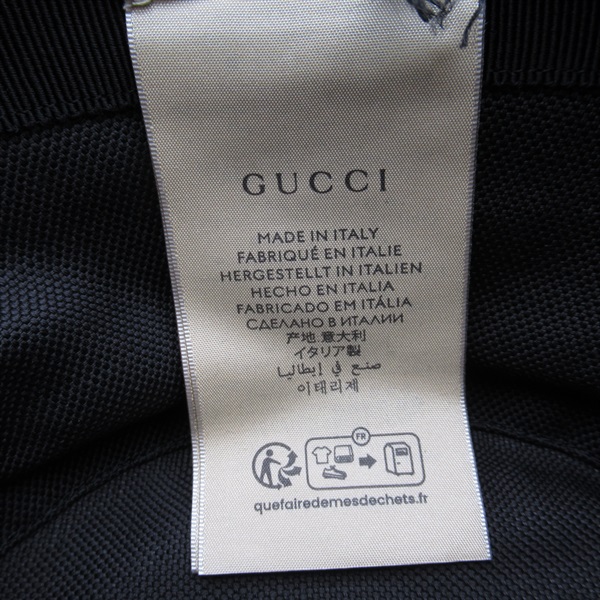 GUCCI
MADE IN ITALY
FABRIQUÉ EN ITALIE
HERGESTELLT IN ITALIEN
HECHO EN ITALIA
FABRICADO EM ITÁLIA
СДЕЛАНО В ИТАЛИИ
产地.意大利
イタリア製
صنع في إيطاليا
이태리제
FR
quefairedemesdechets.fr